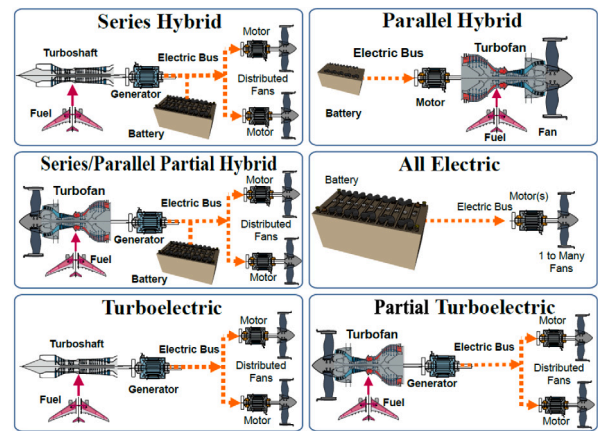 Series Hybrid
Turboshaft
Fuel
Generator
Electric Bus
Battery
Motor
Distributed
Fans
Motor
Parallel Hybrid
Electric Bus
Turbofan
Battery
Motor
Fuel
Fan
Series/Parallel Partial Hybrid
Turbofan
Fuel
Generator
Electric Bus
Battery
Motor
Distributed
Fans
Motor
All Electric
Battery
Electric Bus
Motor(s)
1 to Many
Fans
Turboelectric
Turboshaft
Fuel
Generator
Electric Bus
Motor
Distributed
Fans
Motor
Partial Turboelectric
Turbofan
Fuel
Generator
Electric Bus
Motor
Distributed
Fans
Motor